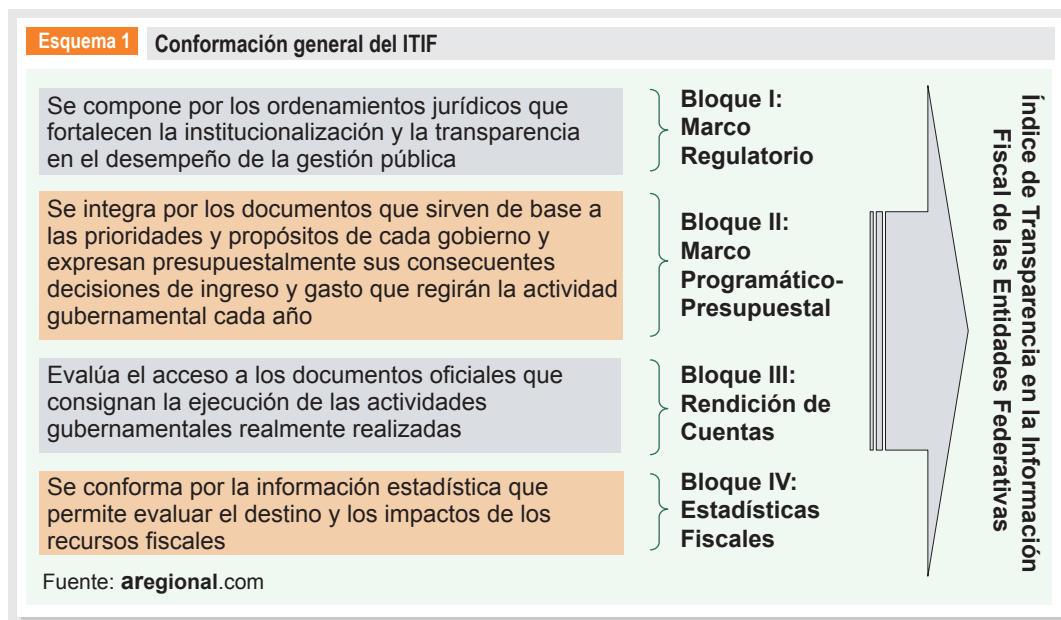 Esquema 1
Conformación general del ITIF
Se compone por los ordenamientos jurídicos que
fortalecen la institucionalización y la transparencia
en el desempeño de la gestión pública
Bloque I:
Marco
Regulatorio
Se integra por los documentos que sirven de base a
las prioridades y propósitos de cada gobierno y
expresan presupuestalmente sus consecuentes
decisiones de ingreso y gasto que regirán la actividad
gubernamental cada año
Bloque II:
Marco
Programático-
Presupuestal
Evalúa el acceso a los documentos oficiales que
consignan la ejecución de las actividades
gubernamentales realmente realizadas
Bloque III:
Rendición de
Cuentas
Se conforma por la información estadística que
permite evaluar el destino y los impactos de los
recursos fiscales
Bloque IV:
Estadísticas
Fiscales
Índice de Transparencia en la Información
Fiscal de las Entidades Federativas
Fuente: aregional.com